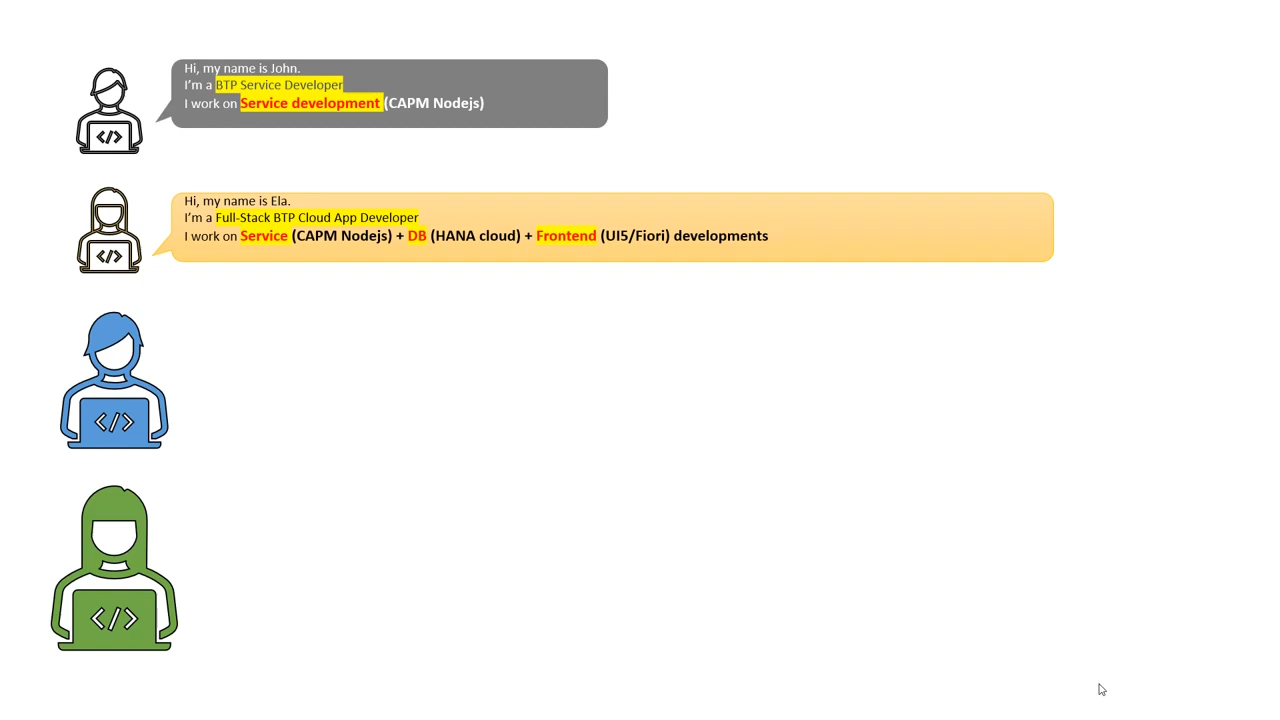 Hi, my name is John.
I'm a BTP Service Developer
I work on Service development (CAPM Nodejs)
</>
Hi, my name is Ela.
I'm a Full-Stack BTP Cloud App Developer
I work on Service (CAPM Nodejs) + DB (HANA cloud) + Frontend (UI5/Fiori) developments
</>
</>
</>